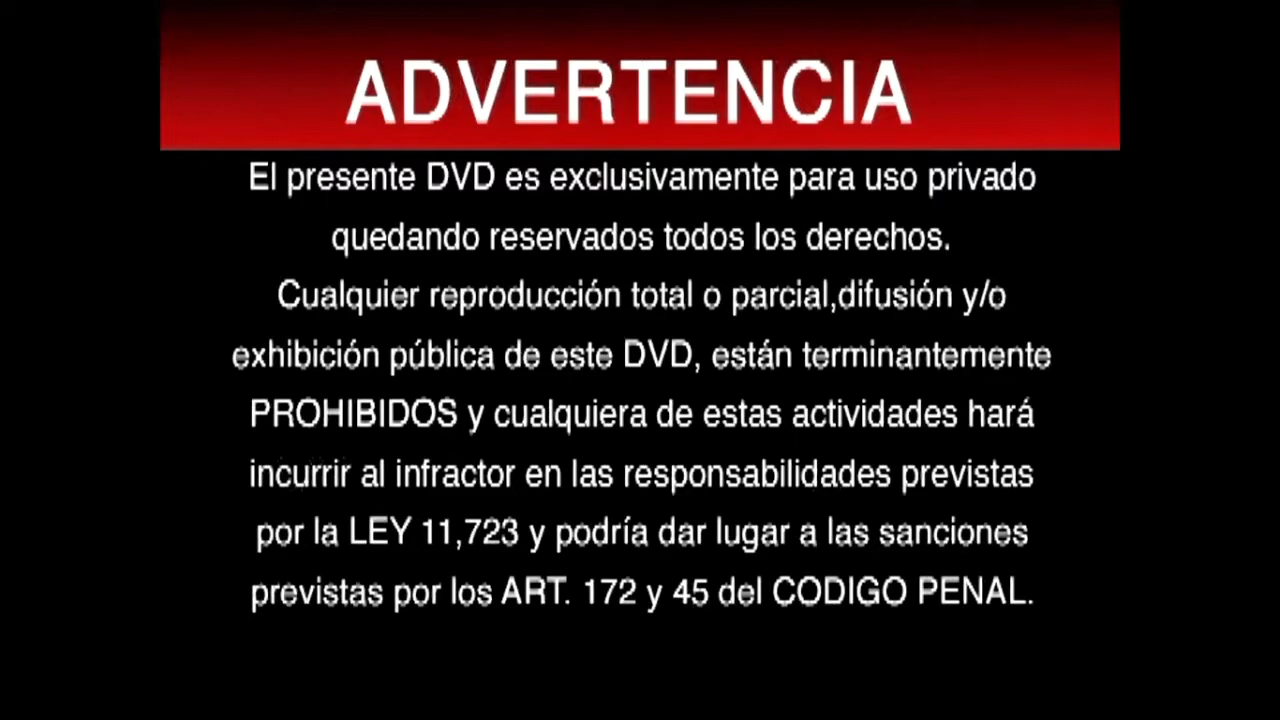 ADVERTENCIA
El presente DVD es exclusivamente para uso privado
quedando reservados todos los derechos.
Cualquier reproducción total o parcial,difusión y/o
exhibición pública de este DVD, están terminantemente
PROHIBIDOS y cualquiera de estas actividades hará
incurrir al infractor en las responsabilidades previstas
por la LEY 11,723 y podría dar lugar a las sanciones
previstas por los ART. 172 y 45 del CODIGO PENAL.